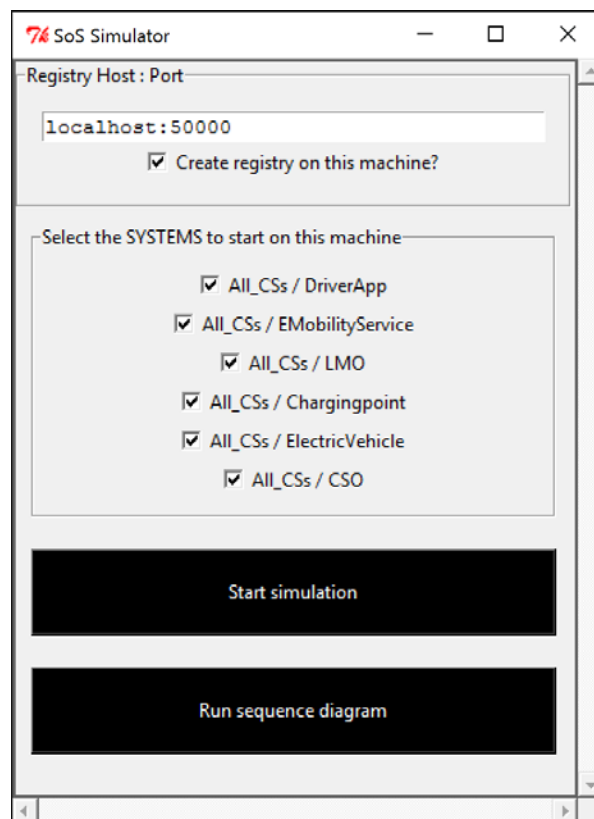 SoS Simulator
Registry Host : Port
localhost:50000
Create registry on this machine?
Select the SYSTEMS to start on this machine
All_CSs / DriverApp
All_CSs / EMobilityService
All_CSs / LMO
All_CSs / Chargingpoint
All_CSs / ElectricVehicle
All_CSs / CSO
Start simulation
Run sequence diagram